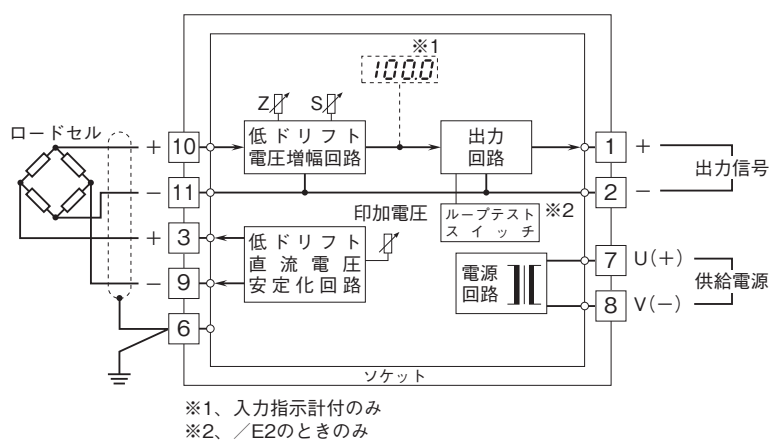 ※1
100.0
Z
S
ロードセル
+
10
低ドリフト
電圧増幅回路
出力
回路
1
+
出力信号
−
11
2
−
印加電圧
ループテスト
スイッチ
※2
+
3
低ドリフト
直流電圧
安定化回路
−
9
電源
回路
7
U(+)
供給電源
8
V(−)
6
ソケット
※1、入力指示計付のみ
※2、/E2のときのみ